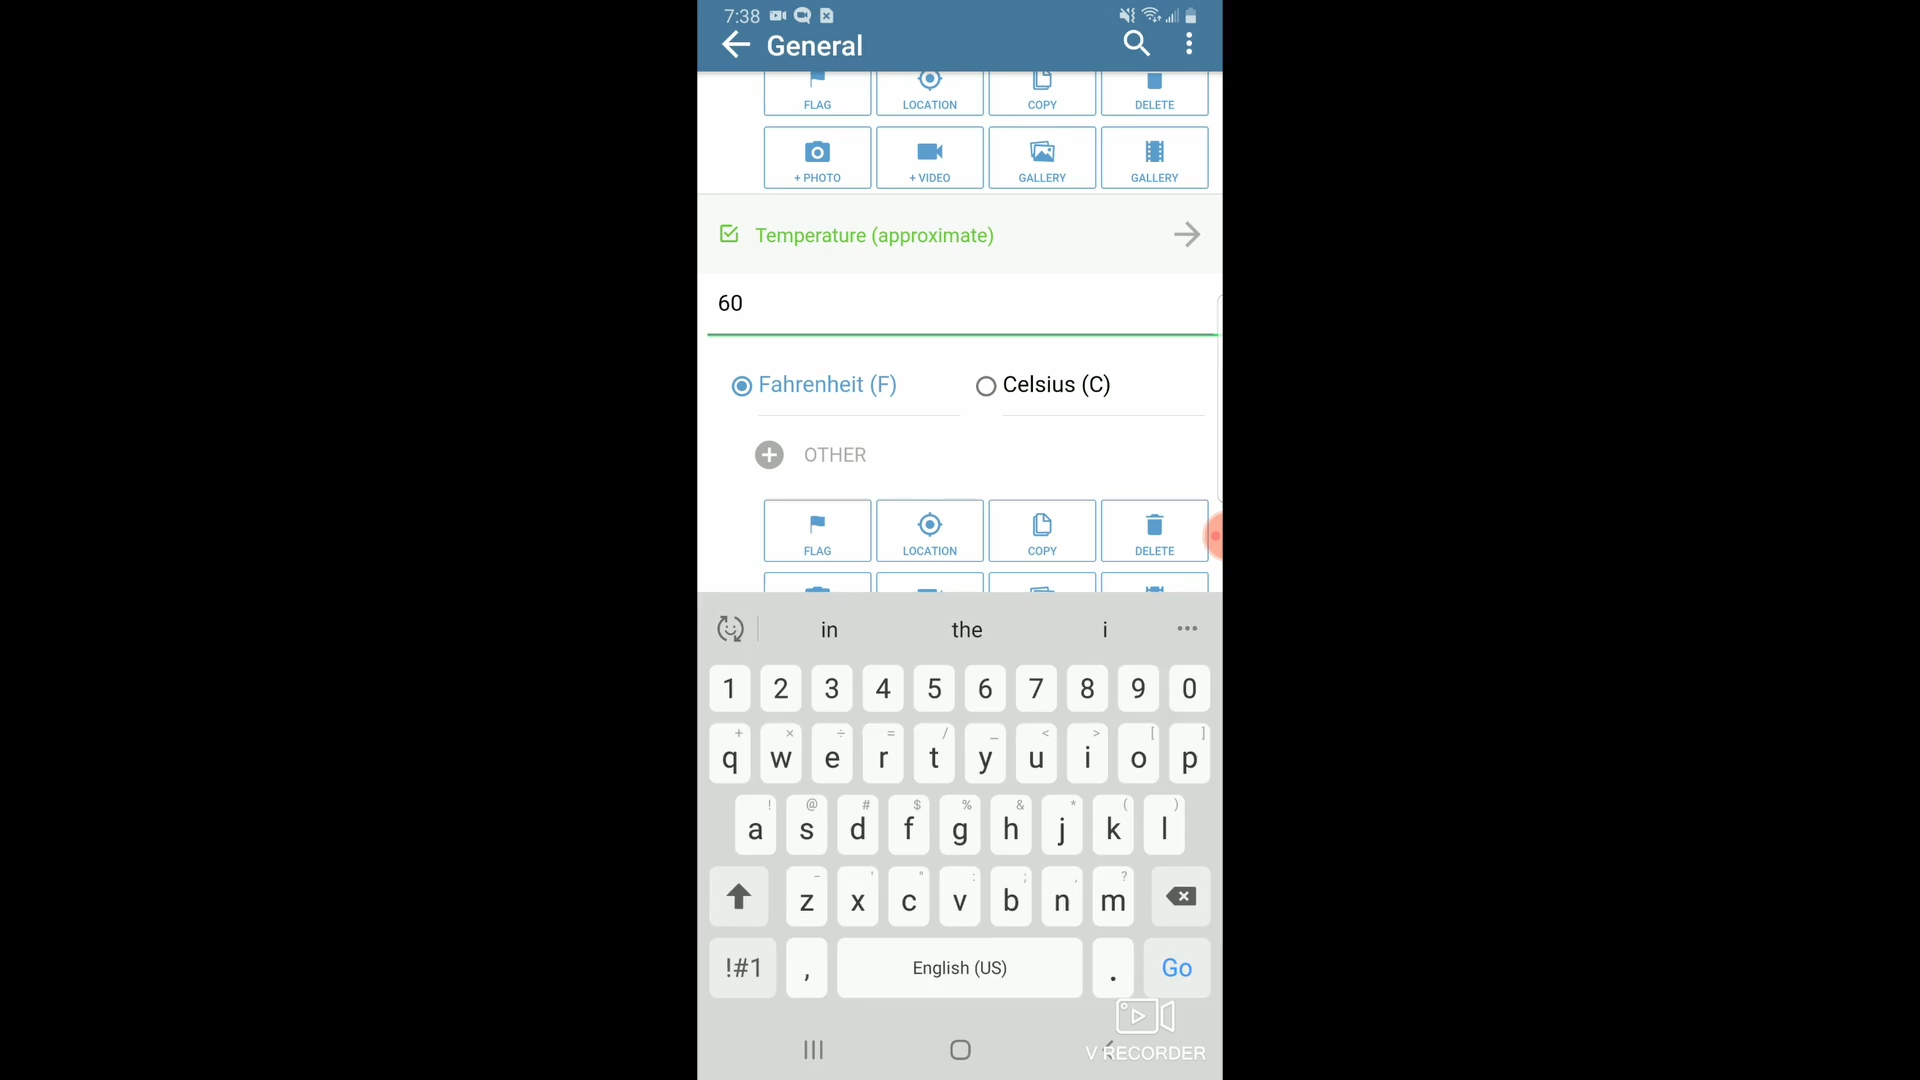 7:38
General
FLAG LOCATION COPY DELETE
+ PHOTO + VIDEO GALLERY GALLERY
Temperature (approximate)
60
Fahrenheit (F) Celsius (C)
OTHER
FLAG LOCATION COPY DELETE
in the i
1 2 3 4 5 6 7 8 9 0
+ × ÷ = / _ < > [ ]
q w e r t y u i o p
! @ # $ % & * ( )
a s d f g h j k l
- ' " : ; , ?
z x c v b n m
!#1 , English (US) . Go
V RECORDER